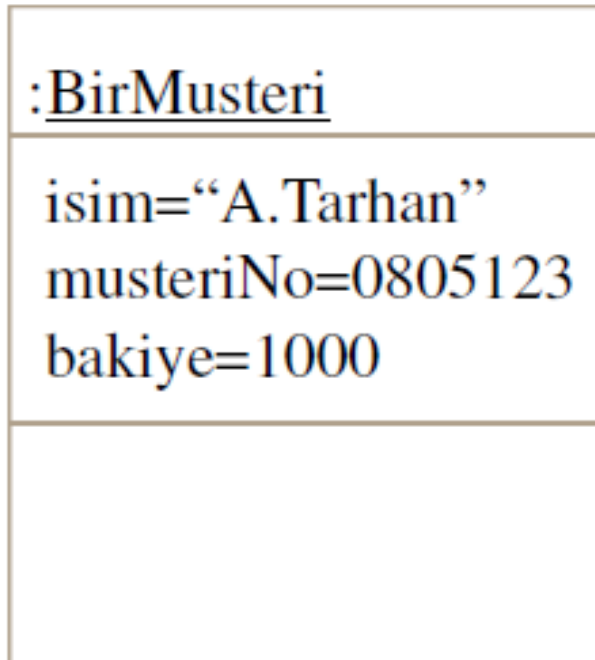 :BirMusteri
isim=“A.Tarhan”
musteriNo=0805123
bakiye=1000